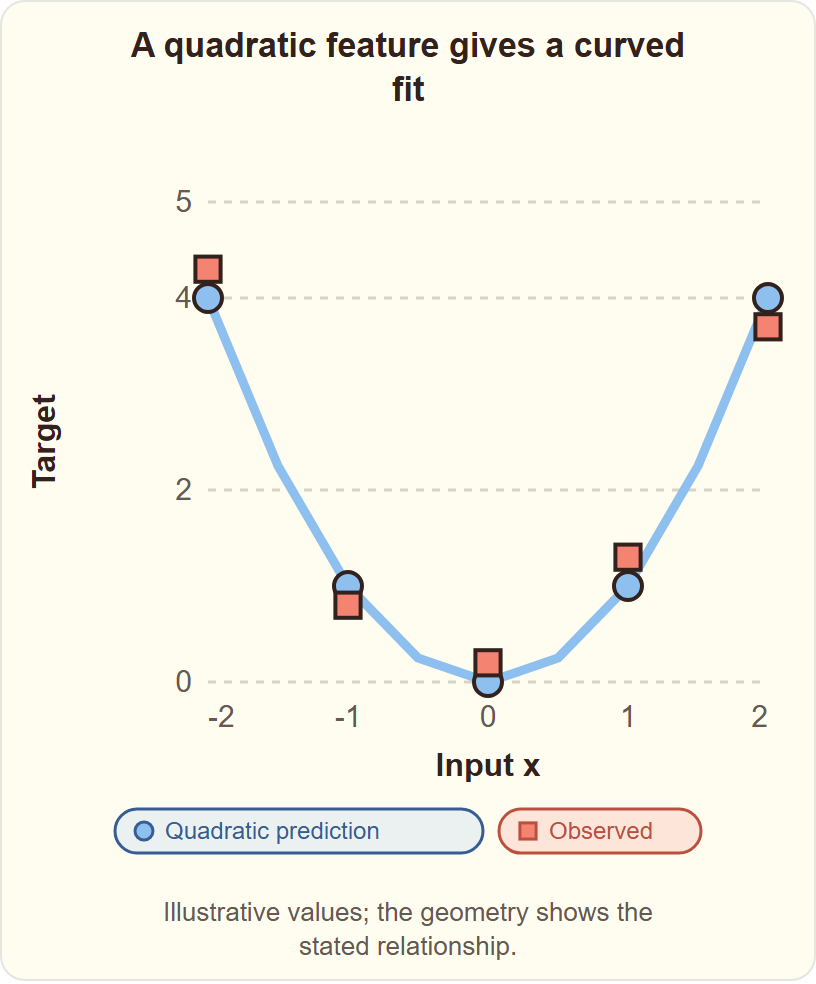 A quadratic feature gives a curved
fit
5
4
2
0
Target
-2 -1 0 1 2
Input x
Quadratic prediction Observed
Illustrative values; the geometry shows the
stated relationship.